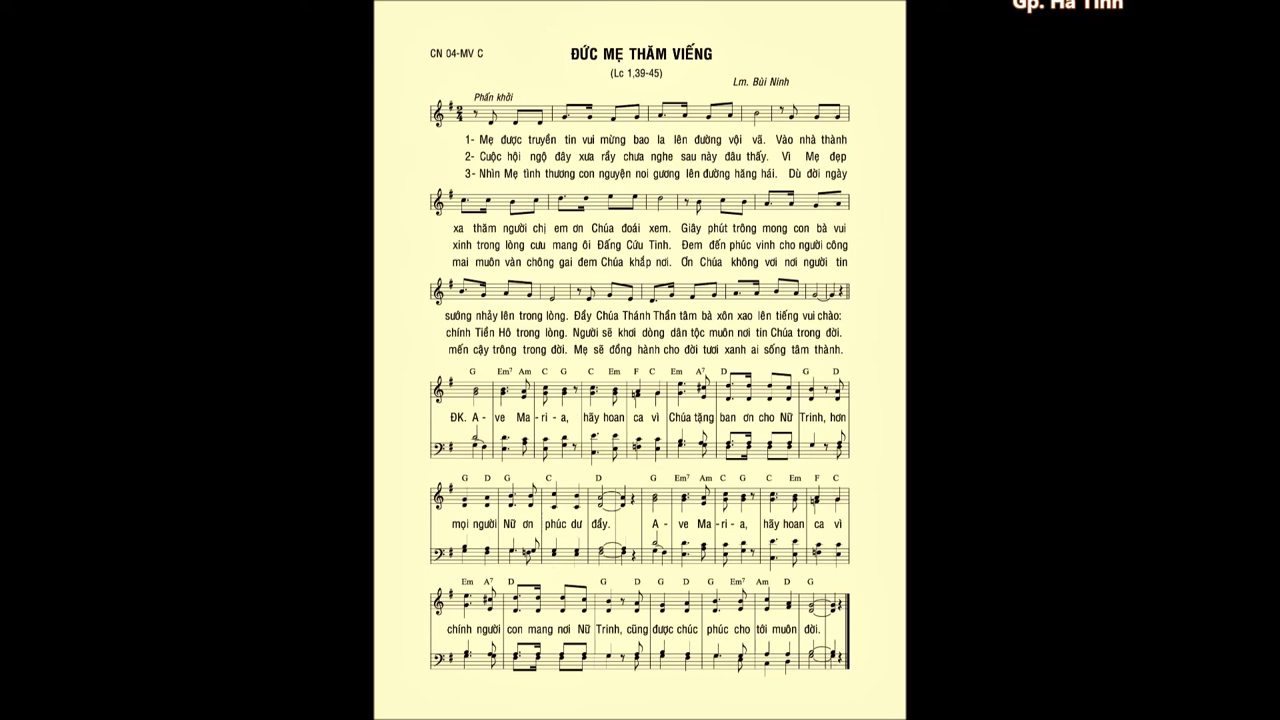 Gp. Hà Tĩnh
CN 04-MV C
ĐỨC MẸ THĂM VIẾNG
(Lc 1,39-45)
Lm. Bùi Ninh
Phấn khởi
1- Mẹ được truyền tin vui mừng bao la lên đường vội vã. Vào nhà thành
2- Cuộc hội ngộ đây xưa rầy chưa nghe sau này đâu thấy. Vì Mẹ đẹp
3- Nhìn Mẹ tình thương con nguyện noi gương lên đường hăng hái. Dù đời ngày
xa thăm người chị em ơn Chúa đoái xem. Giây phút trông mong con bà vui
xinh trong lòng cưu mang ôi Đấng Cứu Tinh. Đem đến phúc vinh cho người công
mai muôn vàn chông gai đem Chúa khắp nơi. Ơn Chúa không vơi nơi người tin
sướng nhảy lên trong lòng. Đầy Chúa Thánh Thần tâm bà xôn xao lên tiếng vui chào:
chính Tiền Hô trong lòng. Người sẽ khơi dòng dân tộc muôn nơi tin Chúa trong đời.
mến cậy trông trong đời. Mẹ sẽ đồng hành cho đời tươi xanh ai sống tâm thành.
G Em7 Am C G C Em F C Em A7 D G D
ĐK. A - ve Ma - ri - a, hãy hoan ca vì Chúa tặng ban ơn cho Nữ Trinh, hơn
G D G C D G Em7 Am C G C Em F C
mọi người Nữ ơn phúc dư đầy. A - ve Ma - ri - a, hãy hoan ca vì
Em A7 D G D G D G Em7 Am D G
chính người con mang nơi Nữ Trinh, cũng được chúc phúc cho tới muôn đời.